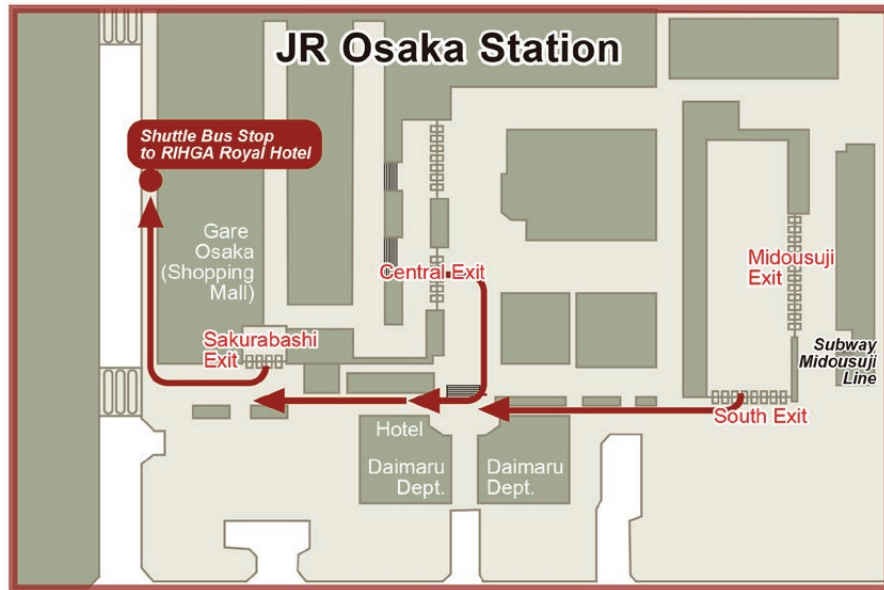 JR Osaka Station
Shuttle Bus Stop
to RIHGA Royal Hotel
Gare
Osaka
(Shopping
Mall)
Central Exit
Midousuji
Exit
Sakurabashi
Exit
Subway
Midousuji
Line
South Exit
Hotel
Daimaru
Dept.
Daimaru
Dept.